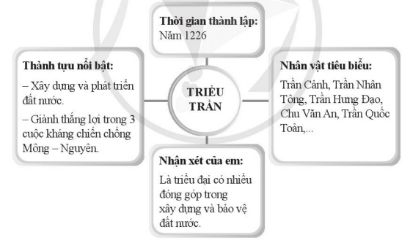 Thời gian thành lập:
Năm 1226
Thành tựu nổi bật:
– Xây dựng và phát triển
đất nước.
– Giành thắng lợi trong 3
cuộc kháng chiến chống
Mông – Nguyên.
TRIỀU
TRẦN
Nhân vật tiêu biểu:
Trần Cảnh, Trần Nhân
Tông, Trần Hưng Đạo,
Chu Văn An, Trần Quốc
Toản,...
Nhận xét của em:
Là triều đại có nhiều
đóng góp trong
xây dựng và bảo vệ
đất nước.